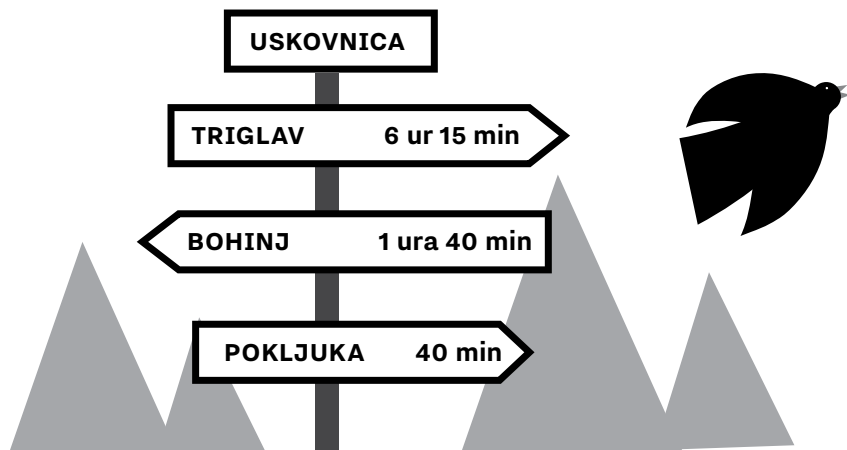 USKOVNICA
TRIGLAV 6 ur 15 min
BOHINJ 1 ura 40 min
POKLJUKA 40 min